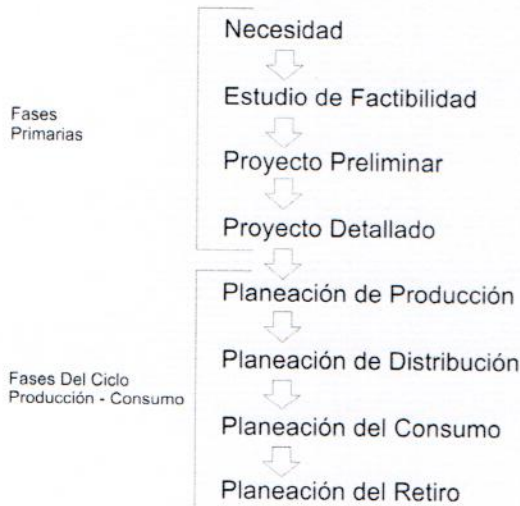 Necesidad
Estudio de Factibilidad
Fases
Primarias
Proyecto Preliminar
Proyecto Detallado
Planeación de Producción
Planeación de Distribución
Fases Del Ciclo
Producción - Consumo
Planeación del Consumo
Planeación del Retiro